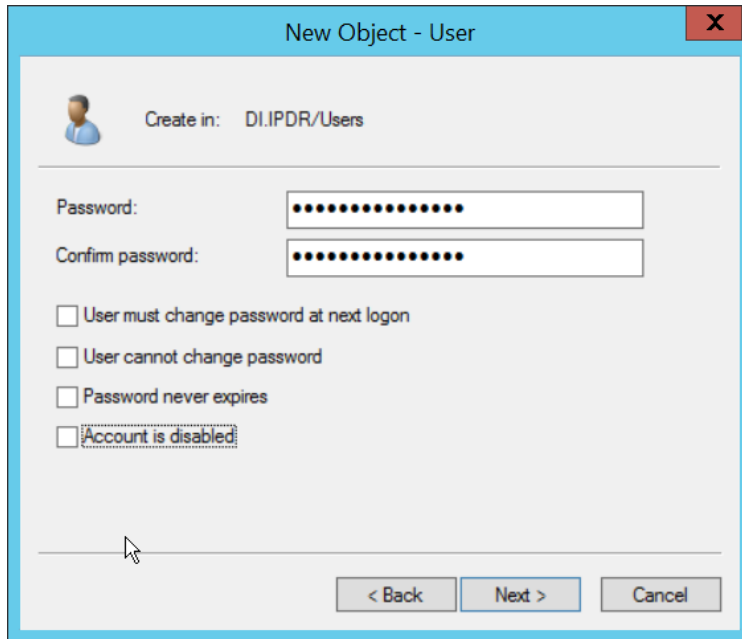 New Object - User
X
Create in: DI.IPDR/Users
Password: •••••••••••••••
Confirm password: •••••••••••••••
User must change password at next logon
User cannot change password
Password never expires
Account is disabled
< Back Next > Cancel